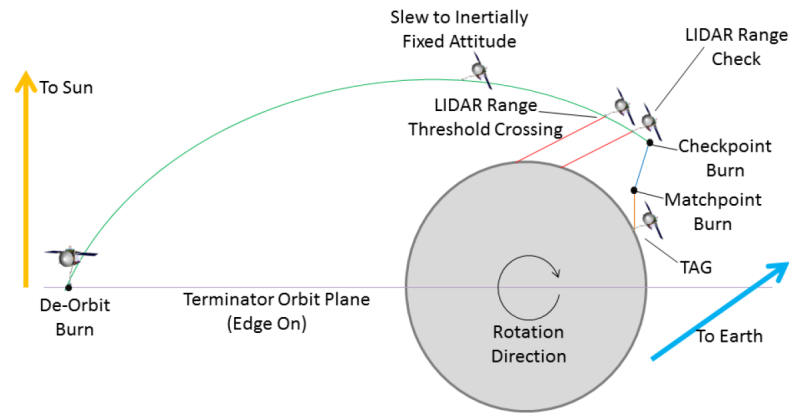 Slew to Inertially
Fixed Attitude
LIDAR Range
Check
To Sun
LIDAR Range
Threshold Crossing
Checkpoint
Burn
Matchpoint
Burn
TAG
De-Orbit
Burn
Terminator Orbit Plane
(Edge On)
Rotation
Direction
To Earth